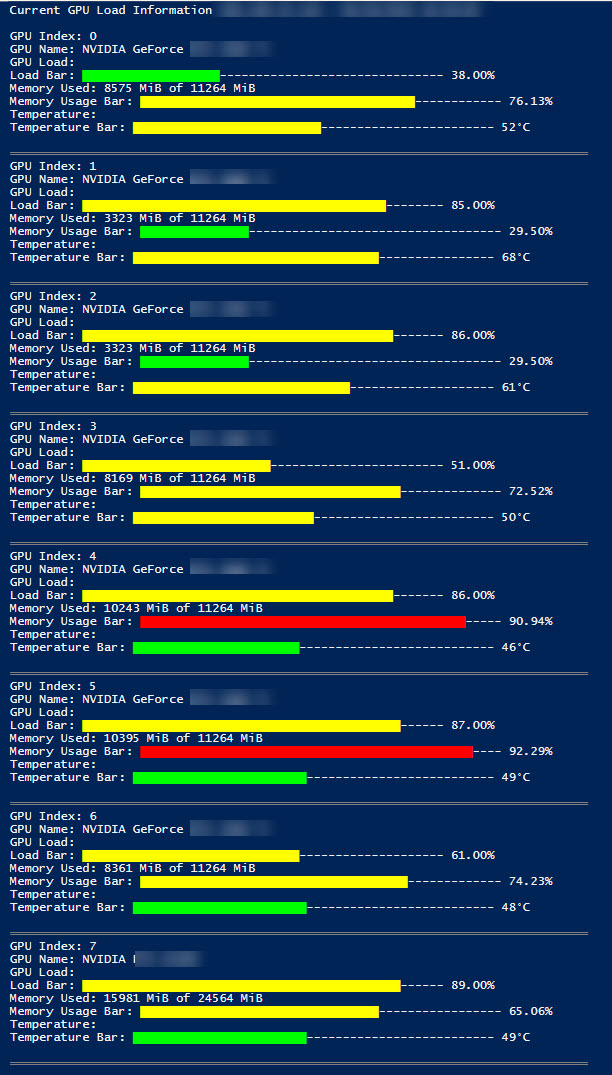 Current GPU Load Information
GPU Index: 0
GPU Name: NVIDIA GeForce
GPU Load:
Load Bar: ------------------------------- 38.00%
Memory Used: 8575 MiB of 11264 MiB
Memory Usage Bar: ------------ 76.13%
Temperature:
Temperature Bar: ------------------------ 52°C
GPU Index: 1
GPU Name: NVIDIA GeForce
GPU Load:
Load Bar: -------- 85.00%
Memory Used: 3323 MiB of 11264 MiB
Memory Usage Bar: ----------------------------------- 29.50%
Temperature:
Temperature Bar: ---------------- 68°C
GPU Index: 2
GPU Name: NVIDIA GeForce
GPU Load:
Load Bar: ------- 86.00%
Memory Used: 3323 MiB of 11264 MiB
Memory Usage Bar: ----------------------------------- 29.50%
Temperature:
Temperature Bar: -------------------- 61°C
GPU Index: 3
GPU Name: NVIDIA GeForce
GPU Load:
Load Bar: ------------------------ 51.00%
Memory Used: 8169 MiB of 11264 MiB
Memory Usage Bar: -------------- 72.52%
Temperature:
Temperature Bar: ------------------------- 50°C
GPU Index: 4
GPU Name: NVIDIA GeForce
GPU Load:
Load Bar: ------- 86.00%
Memory Used: 10243 MiB of 11264 MiB
Memory Usage Bar: ----- 90.94%
Temperature:
Temperature Bar: --------------------------- 46°C
GPU Index: 5
GPU Name: NVIDIA GeForce
GPU Load:
Load Bar: ------ 87.00%
Memory Used: 10395 MiB of 11264 MiB
Memory Usage Bar: ---- 92.29%
Temperature:
Temperature Bar: -------------------------- 49°C
GPU Index: 6
GPU Name: NVIDIA GeForce
GPU Load:
Load Bar: -------------------- 61.00%
Memory Used: 8361 MiB of 11264 MiB
Memory Usage Bar: ------------- 74.23%
Temperature:
Temperature Bar: -------------------------- 48°C
GPU Index: 7
GPU Name: NVIDIA
GPU Load:
Load Bar: ------ 89.00%
Memory Used: 15981 MiB of 24564 MiB
Memory Usage Bar: ----------------- 65.06%
Temperature:
Temperature Bar: -------------------------- 49°C